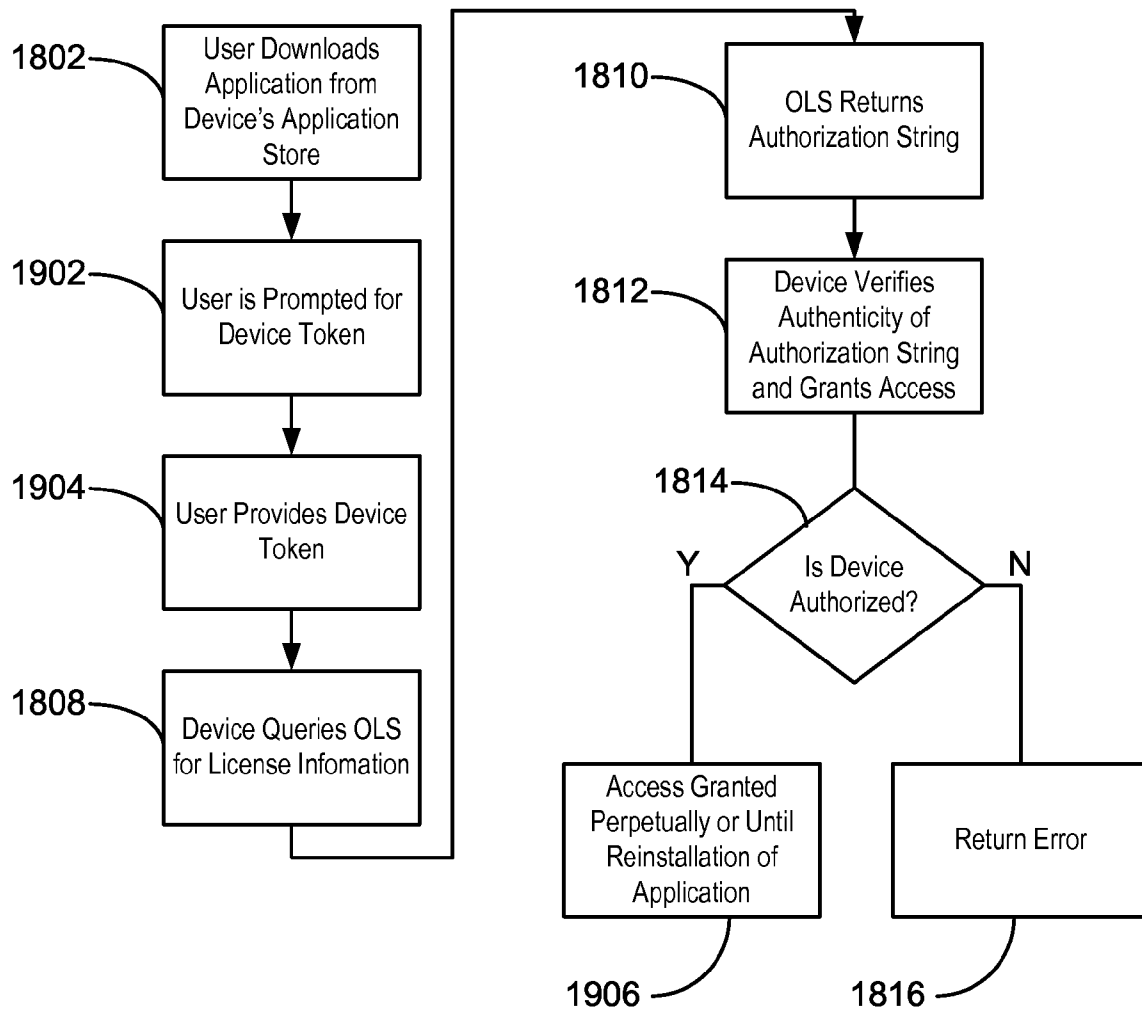 1802
User Downloads
Application from
Device's Application
Store
1902
User is Prompted for
Device Token
1904
User Provides Device
Token
1808
Device Queries OLS
for License Infomation
1810
OLS Returns
Authorization String
1812
Device Verifies
Authenticity of
Authorization String
and Grants Access
1814
Is Device
Authorized?
Y
N
Access Granted
Perpetually or Until
Reinstallation of
Application
1906
Return Error
1816